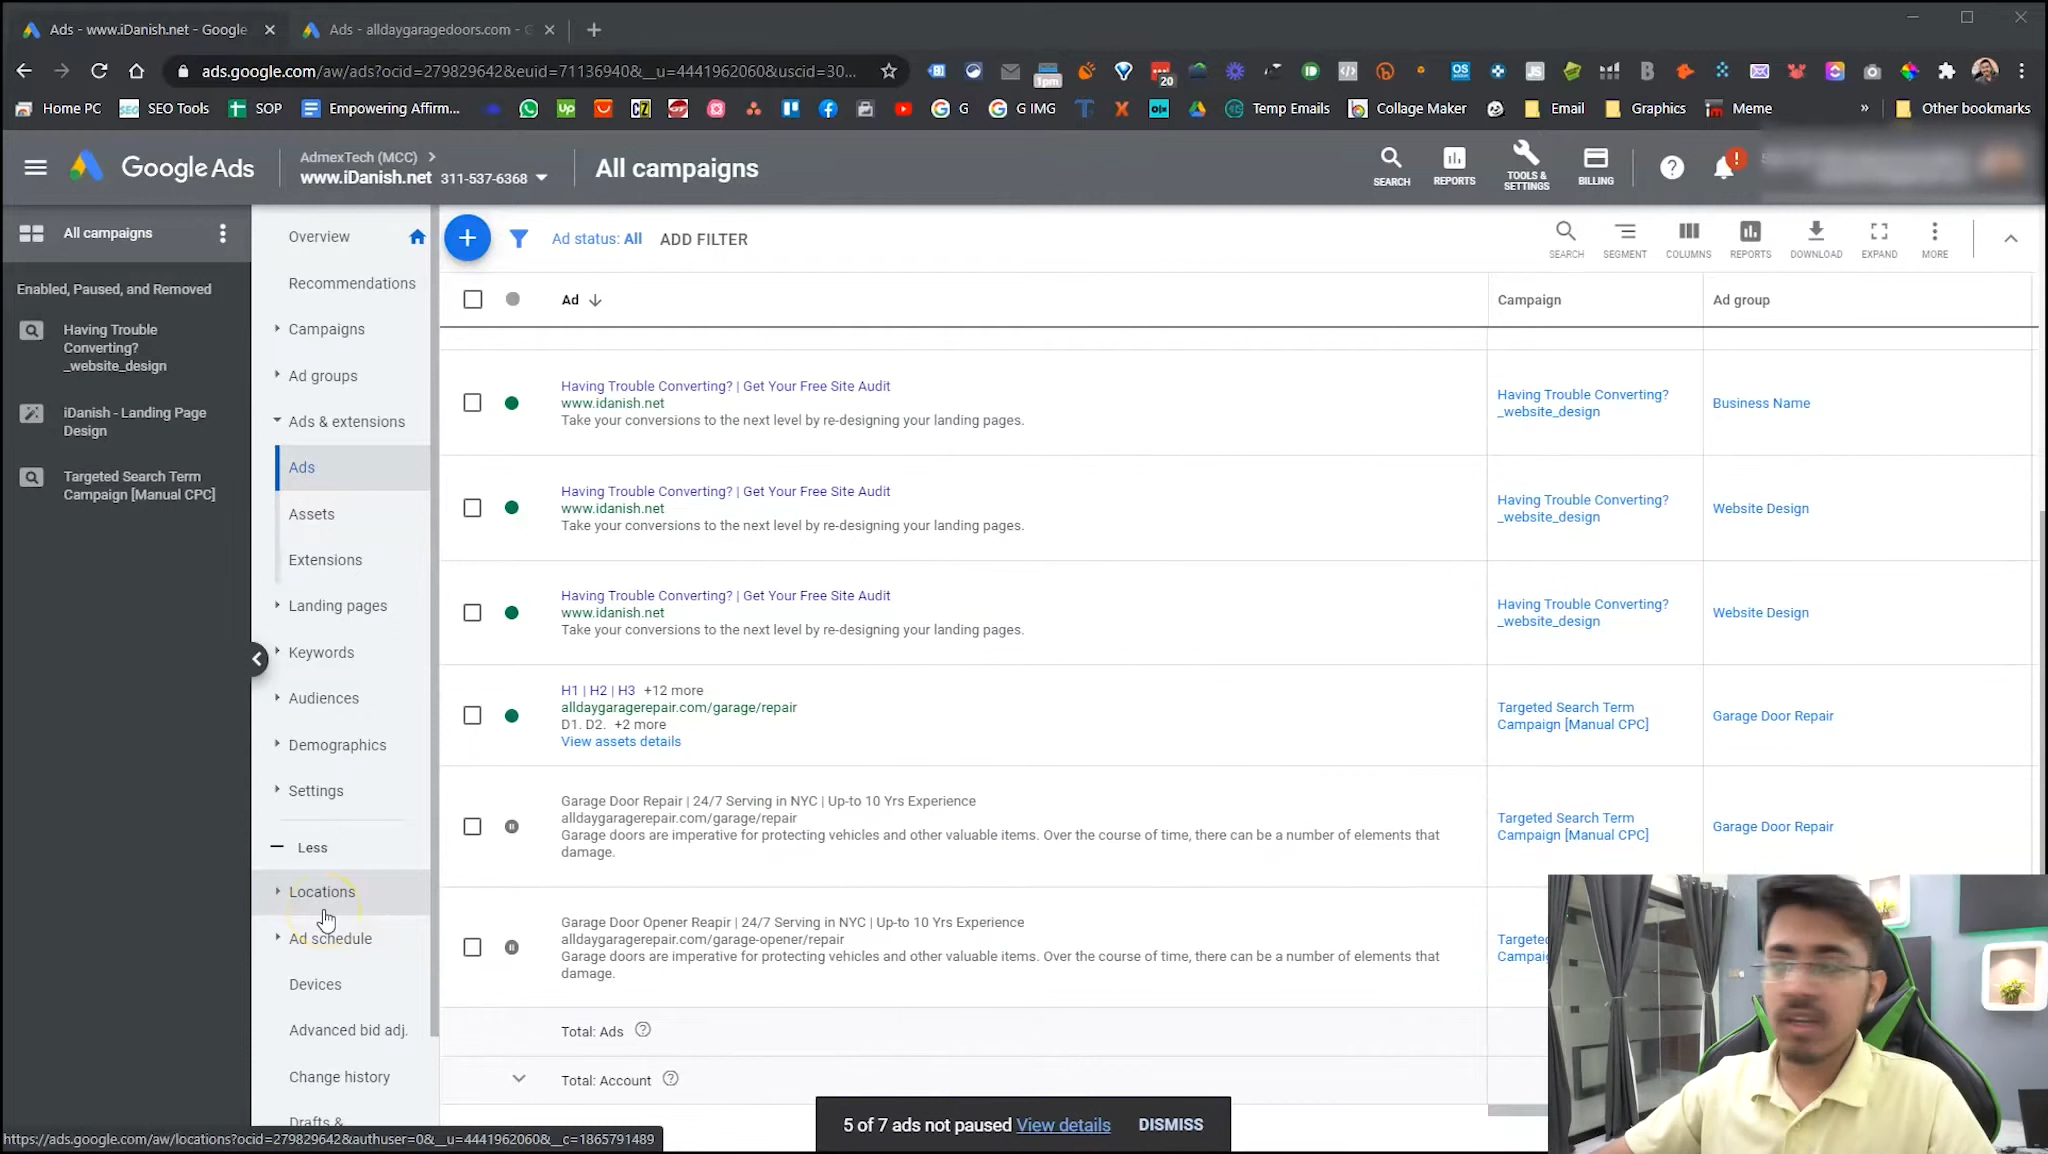 Ads - www.iDanish.net - Google
Ads - alldaygaragedoors.com - G
ads.google.com/aw/ads?ocid=279829642&euid=71136940&__u=4441962060&uscid=30...
20
1pm
OS
JS
Home PC
SEO
SEO Tools
SOP
Empowering Affirm...
G
G IMG
Temp Emails
Collage Maker
Email
Graphics
Meme
»
Other bookmarks
Google Ads
AdmexTech (MCC)
www.iDanish.net 311-537-6368
All campaigns
SEARCH
REPORTS
TOOLS & SETTINGS
BILLING
All campaigns
Enabled, Paused, and Removed
Having Trouble
Converting?
_website_design
iDanish - Landing Page
Design
Targeted Search Term
Campaign [Manual CPC]
Overview
Recommendations
Campaigns
Ad groups
Ads & extensions
Ads
Assets
Extensions
Landing pages
Keywords
Audiences
Demographics
Settings
Less
Locations
Ad schedule
Devices
Advanced bid adj.
Change history
Drafts &
Ad status: All
ADD FILTER
SEARCH
SEGMENT
COLUMNS
REPORTS
DOWNLOAD
EXPAND
MORE
Ad
Campaign
Ad group
Having Trouble Converting? | Get Your Free Site Audit
www.idanish.net
Take your conversions to the next level by re-designing your landing pages.
Having Trouble Converting?
_website_design
Business Name
Having Trouble Converting? | Get Your Free Site Audit
www.idanish.net
Take your conversions to the next level by re-designing your landing pages.
Having Trouble Converting?
_website_design
Website Design
Having Trouble Converting? | Get Your Free Site Audit
www.idanish.net
Take your conversions to the next level by re-designing your landing pages.
Having Trouble Converting?
_website_design
Website Design
H1 | H2 | H3 +12 more
alldaygaragerepair.com/garage/repair
D1. D2. +2 more
View assets details
Targeted Search Term
Campaign [Manual CPC]
Garage Door Repair
Garage Door Repair | 24/7 Serving in NYC | Up-to 10 Yrs Experience
alldaygaragerepair.com/garage/repair
Garage doors are imperative for protecting vehicles and other valuable items. Over the course of time, there can be a number of elements that
damage.
Targeted Search Term
Campaign [Manual CPC]
Garage Door Repair
Garage Door Opener Reapir | 24/7 Serving in NYC | Up-to 10 Yrs Experience
alldaygaragerepair.com/garage-opener/repair
Garage doors are imperative for protecting vehicles and other valuable items. Over the course of time, there can be a number of elements that
damage.
Targete
Campai
Total: Ads
Total: Account
5 of 7 ads not paused View details DISMISS
https://ads.google.com/aw/locations?ocid=279829642&authuser=0&__u=4441962060&__c=1865791489